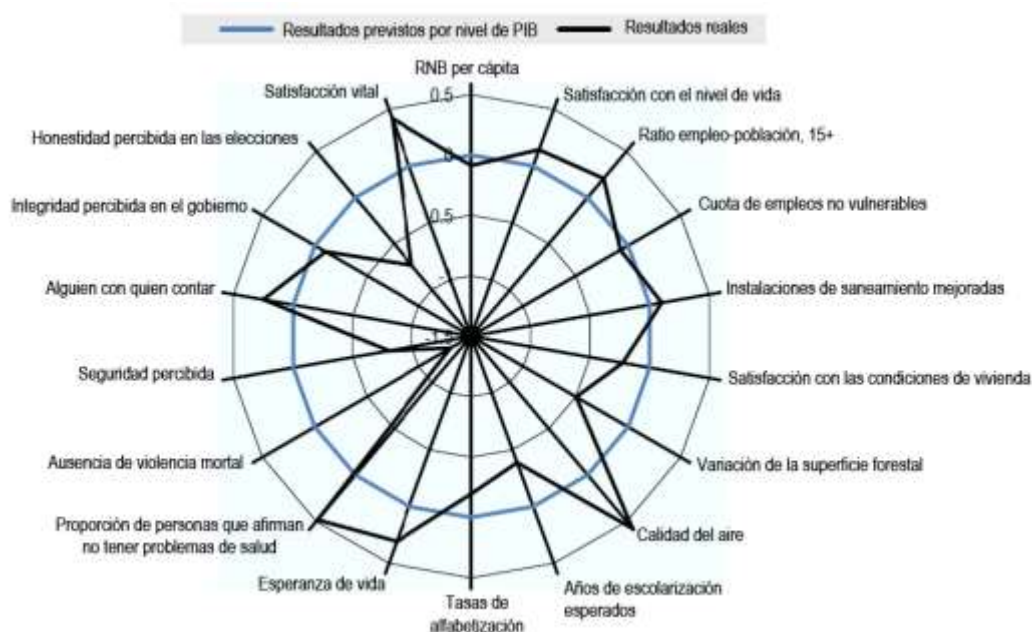 Resultados previstos por nivel de PIB
Resultados reales
RNB per cápita
Satisfacción vital
0.5
Satisfacción con el nivel de vida
Honestidad percibida en las elecciones
Ratio empleo-población, 15+
0
Integridad percibida en el gobierno
Cuota de empleos no vulnerables
0.5
Alguien con quien contar
Instalaciones de saneamiento mejoradas
Seguridad percibida
Satisfacción con las condiciones de vivienda
Ausencia de violencia mortal
Variación de la superficie forestal
Proporción de personas que afirman
no tener problemas de salud
Calidad del aire
Esperanza de vida
Tasas de
alfabetización
Años de escolarización
esperados